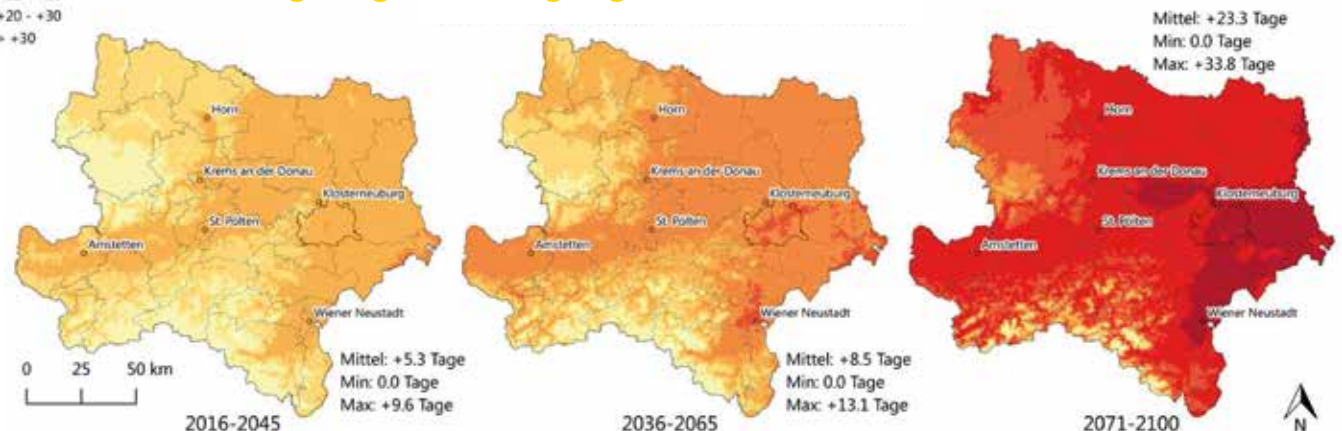 +20 - +30
+30
Mittel: +23.3 Tage
Min: 0.0 Tage
Max: +33.8 Tage
Horn
Krems an der Donau
Klosterneuburg
St. Pölten
Amstetten
Wiener Neustadt
Mittel: +5.3 Tage
Min: 0.0 Tage
Max: +9.6 Tage
0 25 50 km
2016-2045
Horn
Krems an der Donau
Klosterneuburg
St. Pölten
Amstetten
Wiener Neustadt
Mittel: +8.5 Tage
Min: 0.0 Tage
Max: +13.1 Tage
2036-2065
Horn
Krems an der Donau
Klosterneuburg
St. Pölten
Amstetten
Wiener Neustadt
2071-2100
N